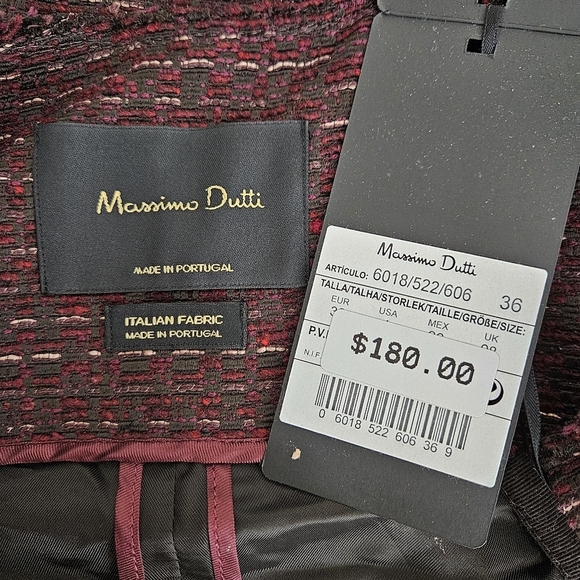 Massimo Dutti
MADE IN PORTUGAL
ITALIAN FABRIC
MADE IN PORTUGAL
Massimo Dutti
ARTÍCULO: 6018/522/606 36
TALLA/TALHA/STORLEK/TAILLE/GRÖßE/SIZE:
EUR USA MEX UK
P.V.
$180.00
N.I.F.
0 6018 522 606 36 9